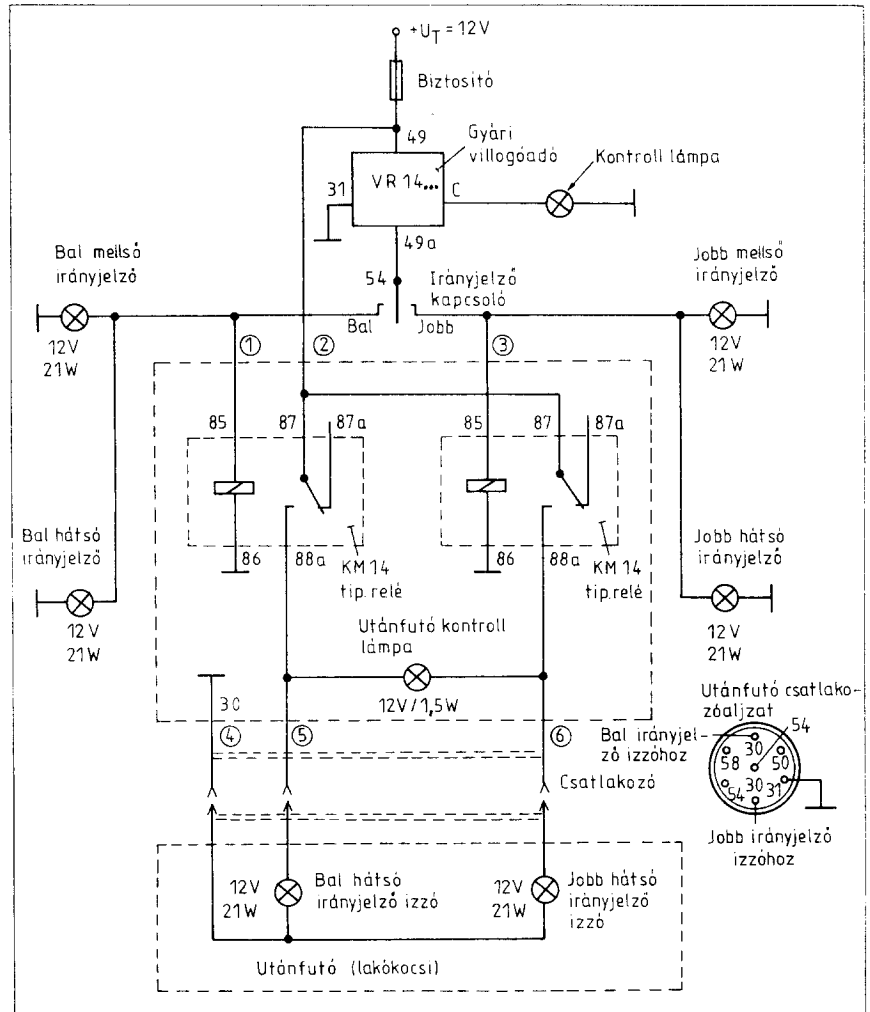 +U_T = 12V
Biztosító
49
Gyári
villogóadó
Kontroll lámpa
VR 14...
31
C
49a
Bal mellső
irányjelző
54
Irányjelző
kapcsoló
Jobb mellső
irányjelző
Bal
Jobb
12V
21W
①
②
③
12V
21W
85
87
87a
85
87
87a
Bal hátsó
irányjelző
86
88a
KM14
tip. relé
86
88a
KM14
tip. relé
Jobb hátsó
irányjelző
12V
21W
Utánfutó kontroll
lámpa
12V
21W
12V/1,5W
30
Utánfutó csatlako-
zóaljzat
54
④
⑤
⑥
Bal irányjel-
ző izzóhoz
30
58
50
54
30
31
Csatlakozó
Jobb irányjelző
izzóhoz
12V
21W
Bal hátsó
irányjelző izzó
12V
21W
Jobb hátsó
irányjelző
izzó
Utánfutó (lakókocsi)